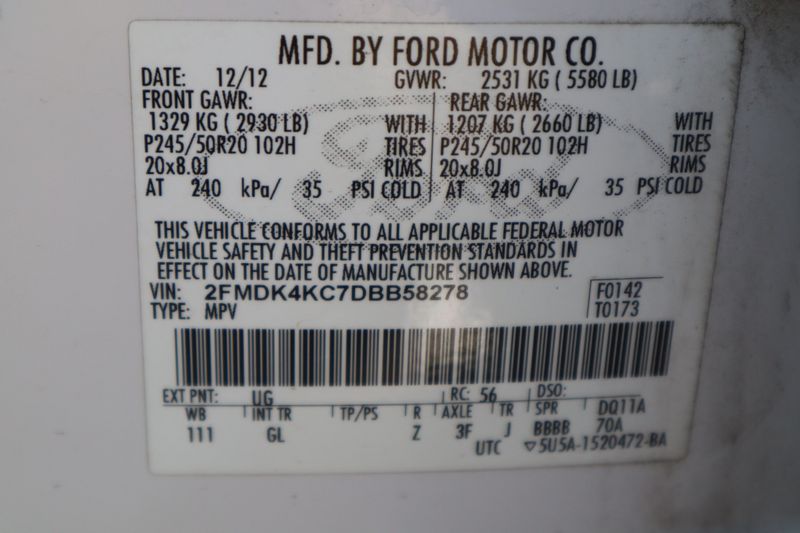 MFD. BY FORD MOTOR CO.
DATE: 12/12 GVWR: 2531 KG ( 5580 LB)
FRONT GAWR: REAR GAWR:
1329 KG ( 2930 LB) WITH 1207 KG ( 2660 LB) WITH
P245/50R20 102H TIRES P245/50R20 102H TIRES
20x8.0J RIMS 20x8.0J RIMS
AT 240 kPa/ 35 PSI COLD AT 240 kPa/ 35 PSI COLD
THIS VEHICLE CONFORMS TO ALL APPLICABLE FEDERAL MOTOR
VEHICLE SAFETY AND THEFT PREVENTION STANDARDS IN
EFFECT ON THE DATE OF MANUFACTURE SHOWN ABOVE.
VIN: 2FMDK4KC7DBB58278 F0142
TYPE: MPV T0173
EXT PNT: UG RC: 56 DSO:
WB INT TR TP/PS R AXLE TR SPR DQ11A
111 GL Z 3F J BBBB 70A
UTC ▽5U5A-1520472-BA